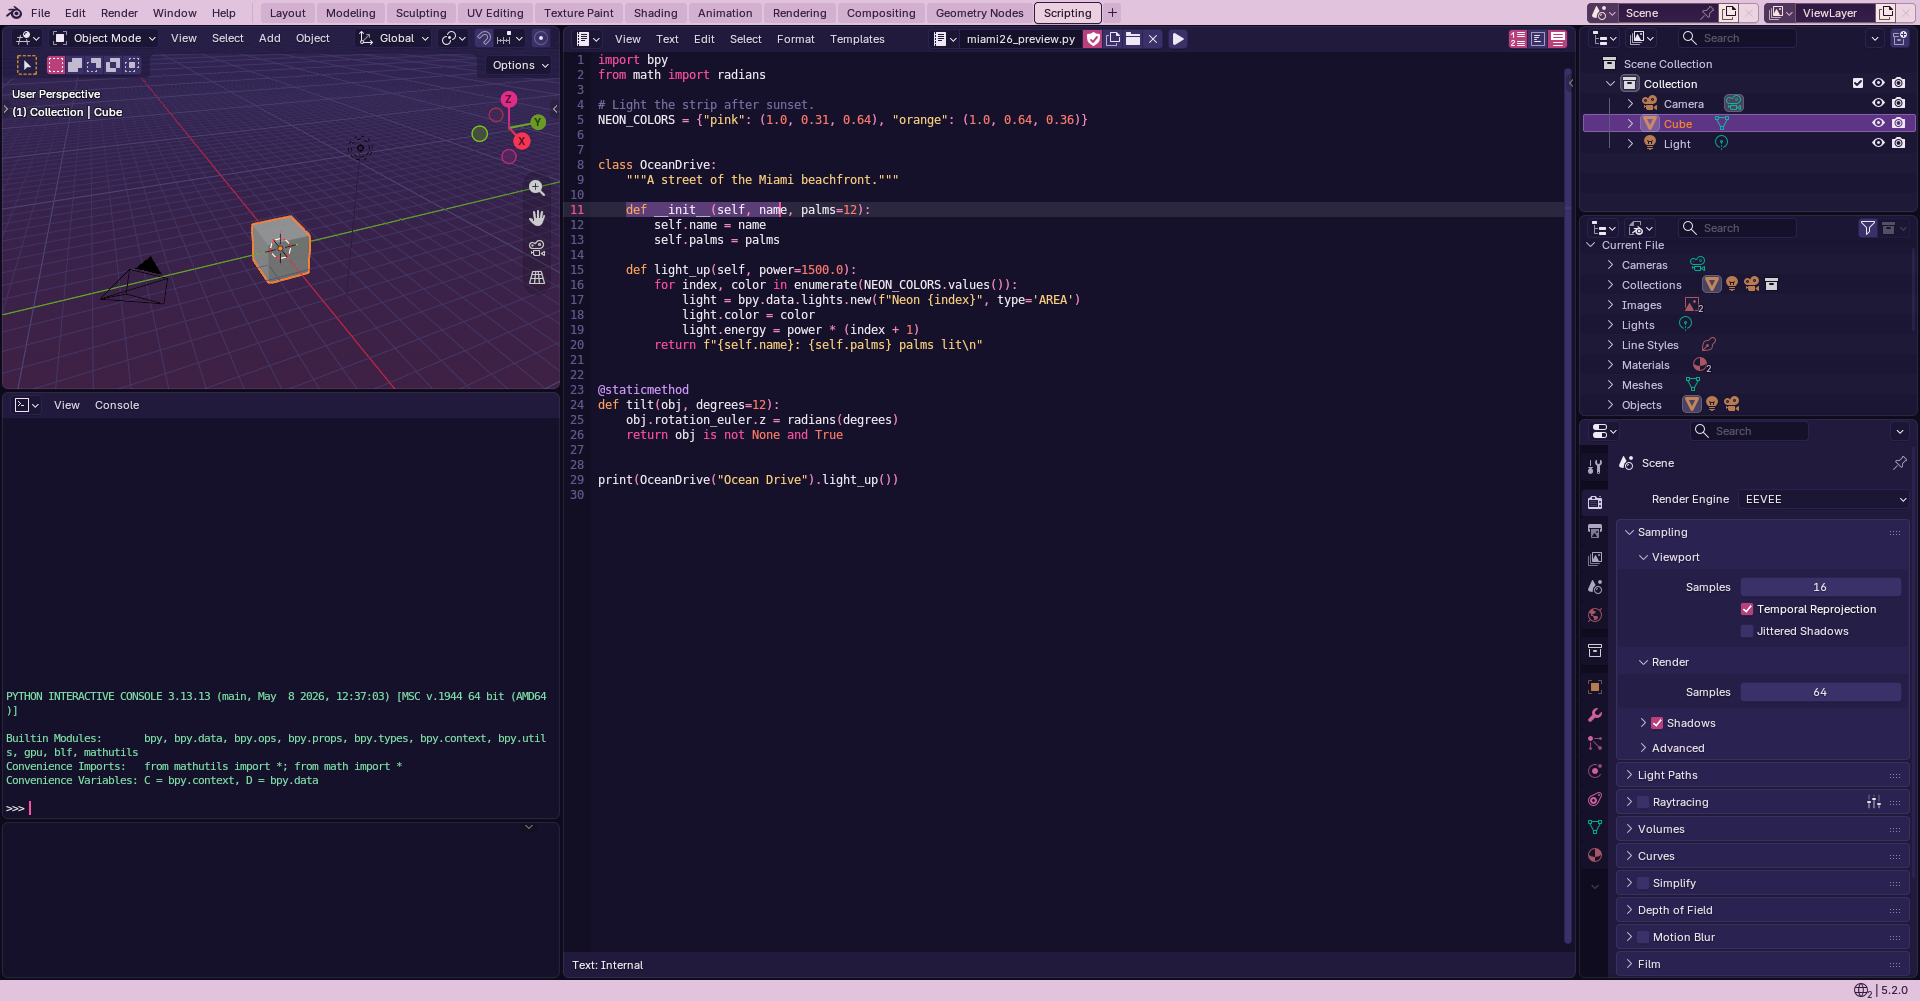 File Edit Render Window Help Layout Modeling Sculpting UV Editing Texture Paint Shading Animation Rendering Compositing Geometry Nodes Scripting + Scene ViewLayer
Object Mode View Select Add Object Global
Options
User Perspective
(1) Collection | Cube
Z
Y
X
View Console
PYTHON INTERACTIVE CONSOLE 3.13.13 (main, May  8 2026, 12:37:03) [MSC v.1944 64 bit (AMD64
)]
Builtin Modules:       bpy, bpy.data, bpy.ops, bpy.props, bpy.types, bpy.context, bpy.util
s, gpu, blf, mathutils
Convenience Imports:   from mathutils import *; from math import *
Convenience Variables: C = bpy.context, D = bpy.data
>>>
View Text Edit Select Format Templates miami26_preview.py
1 import bpy
2 from math import radians
3
4 # Light the strip after sunset.
5 NEON_COLORS = {"pink": (1.0, 0.31, 0.64), "orange": (1.0, 0.64, 0.36)}
6
7
8 class OceanDrive:
9     """A street of the Miami beachfront."""
10
11     def __init__(self, name, palms=12):
12         self.name = name
13         self.palms = palms
14
15     def light_up(self, power=1500.0):
16         for index, color in enumerate(NEON_COLORS.values()):
17             light = bpy.data.lights.new(f"Neon {index}", type='AREA')
18             light.color = color
19             light.energy = power * (index + 1)
20         return f"{self.name}: {self.palms} palms lit\n"
21
22
23 @staticmethod
24 def tilt(obj, degrees=12):
25     obj.rotation_euler.z = radians(degrees)
26     return obj is not None and True
27
28
29 print(OceanDrive("Ocean Drive").light_up())
30
Text: Internal
Search
Scene Collection
Collection
Camera
Cube
Light
Search
Current File
Cameras
Collections
Images 2
Lights
Line Styles
Materials 2
Meshes
Objects
Search
Scene
Render Engine EEVEE
Sampling
Viewport
Samples 16
Temporal Reprojection
Jittered Shadows
Render
Samples 64
Shadows
Advanced
Light Paths
Raytracing
Volumes
Curves
Simplify
Depth of Field
Motion Blur
Film
2 | 5.2.0